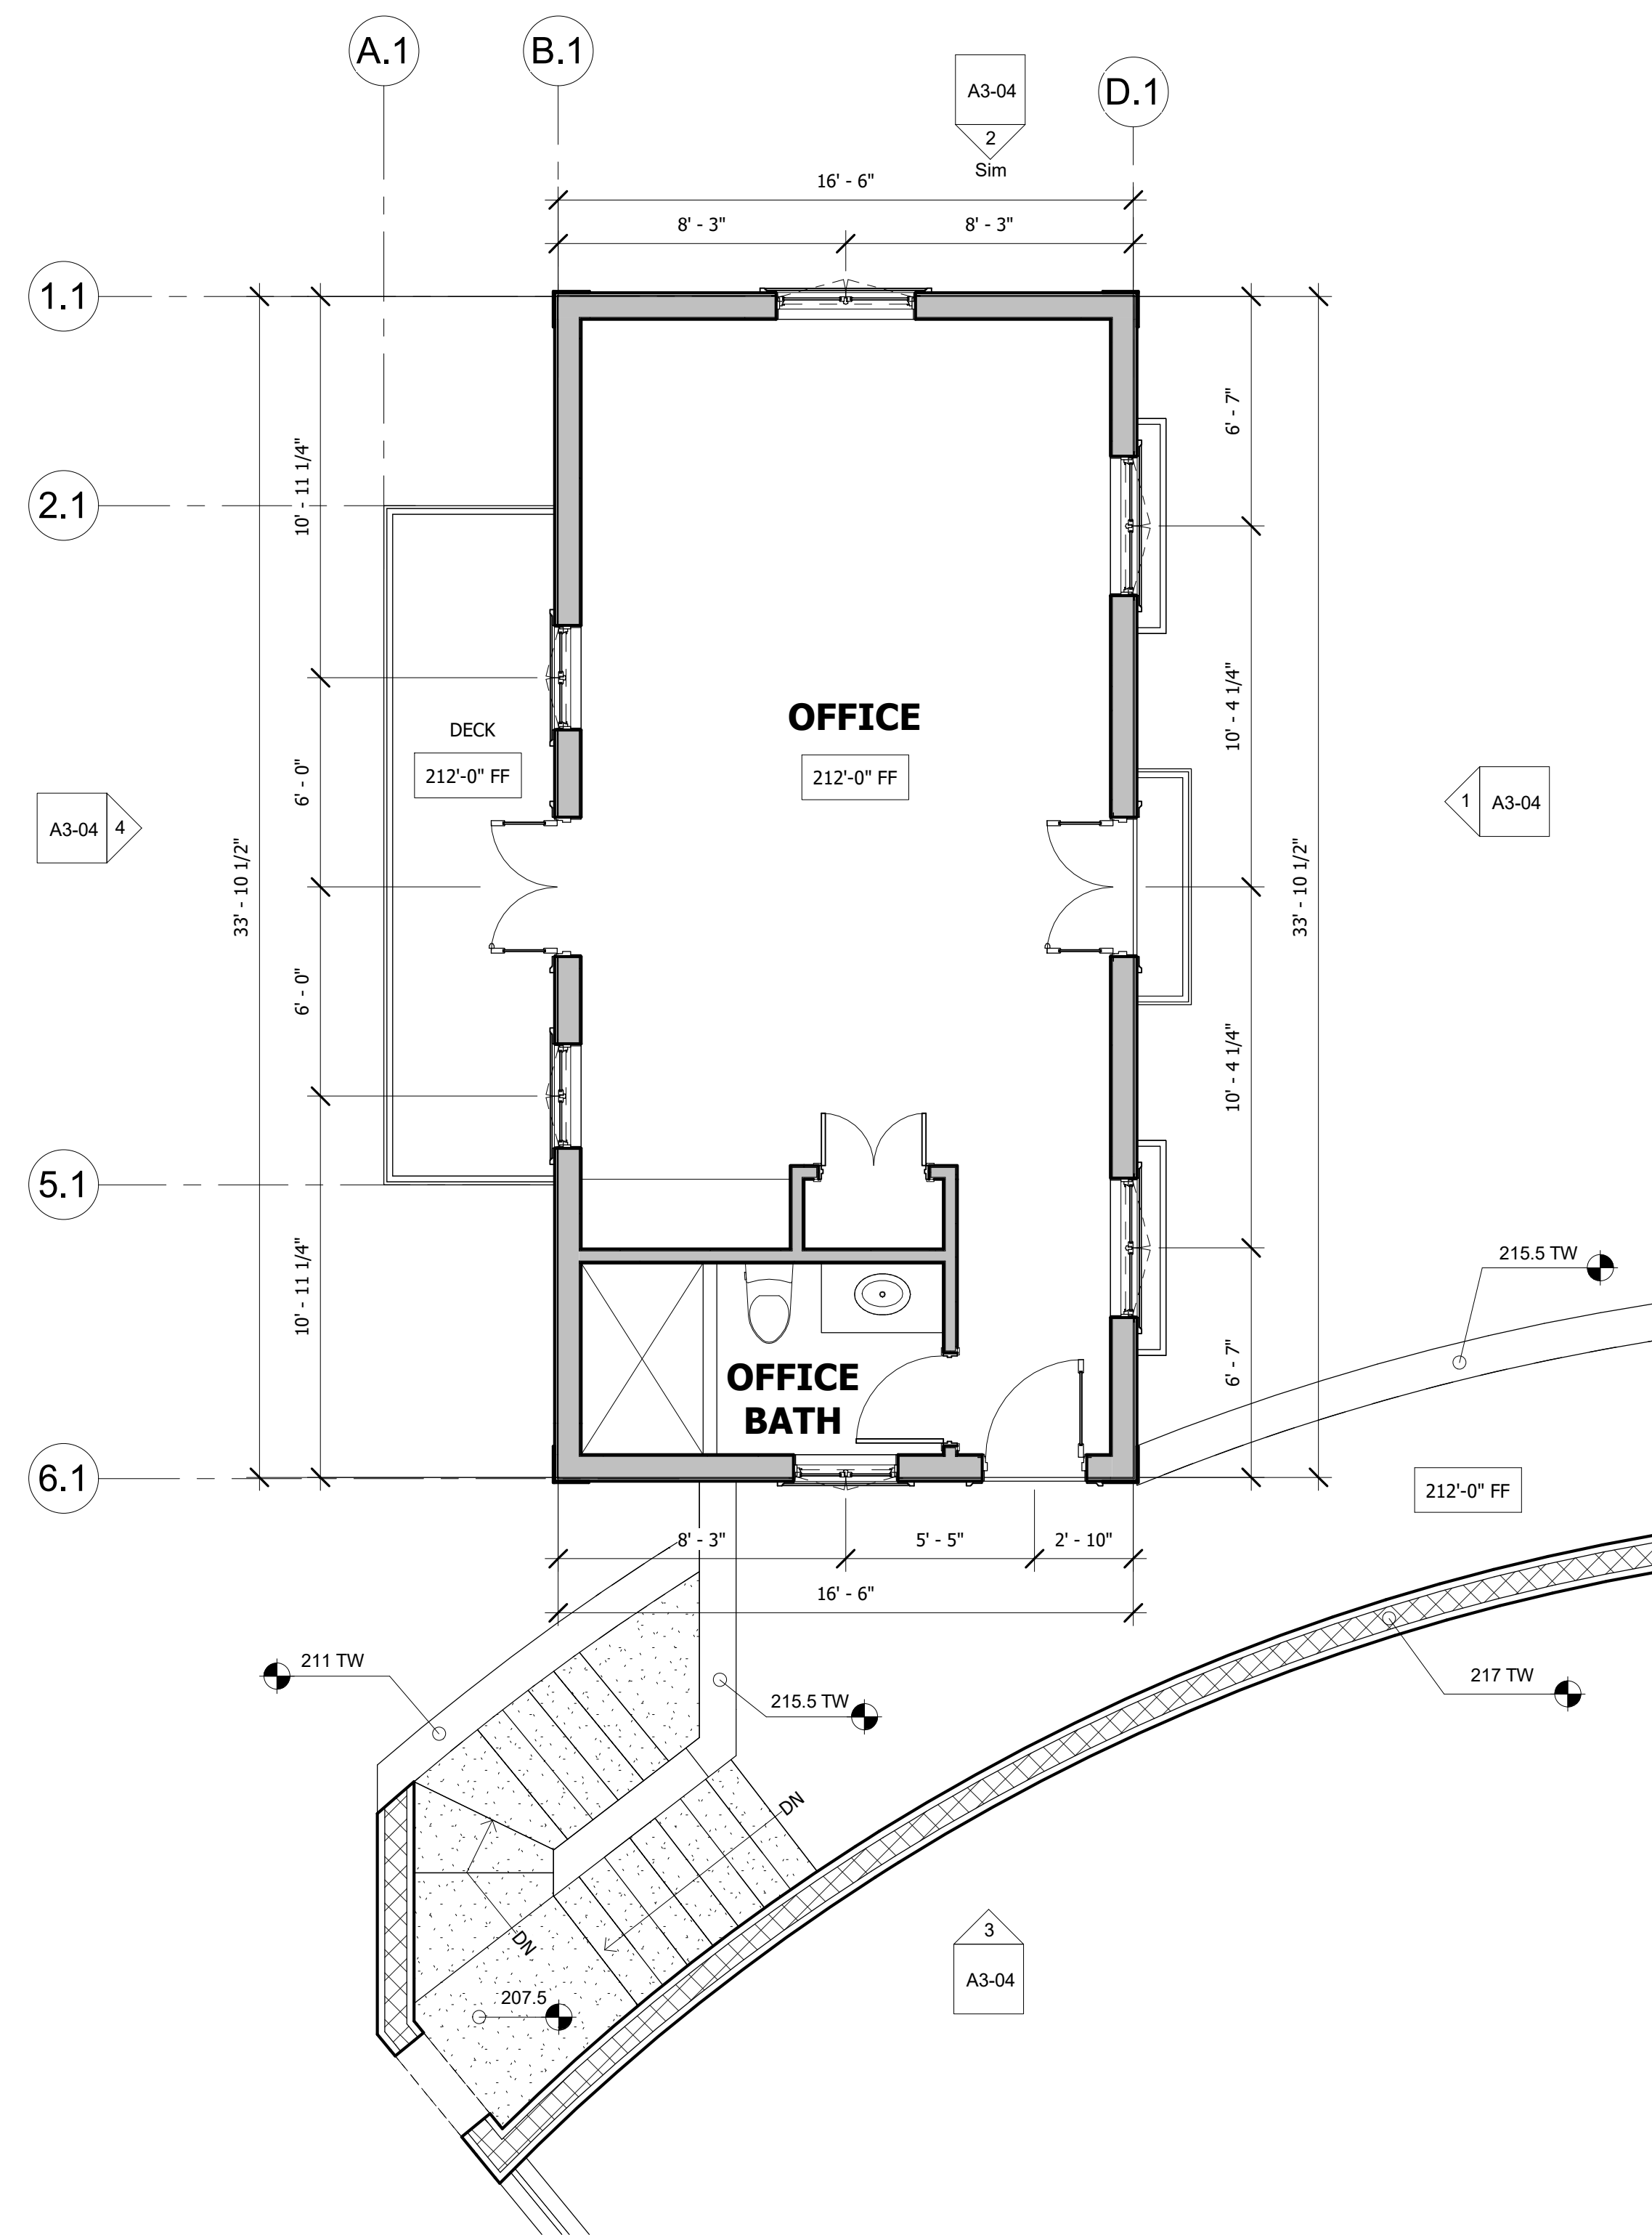 A.1
B.1
D.1
A3-04
2
Sim
16' - 6"
8' - 3"
8' - 3"
1.1
2.1
5.1
6.1
10' - 11 1/4"
6' - 0"
6' - 0"
10' - 11 1/4"
33' - 10 1/2"
6' - 7"
10' - 4 1/4"
10' - 4 1/4"
6' - 7"
33' - 10 1/2"
DECK
212'-0" FF
OFFICE
212'-0" FF
A3-04
4
1
A3-04
OFFICE
BATH
215.5 TW
212'-0" FF
8' - 3"
5' - 5"
2' - 10"
16' - 6"
211 TW
215.5 TW
217 TW
DN
DN
207.5
3
A3-04